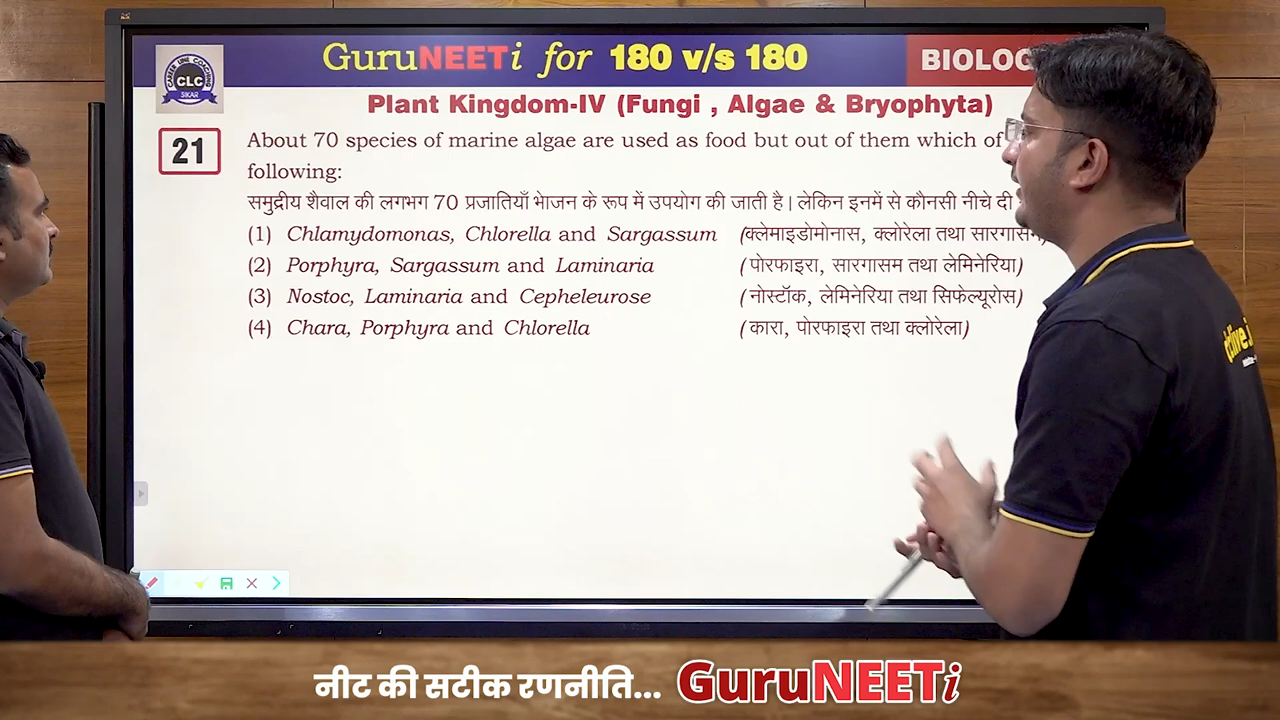 GuruNEETi for 180 v/s 180
BIOLOG
CLC
SIKAR
Plant Kingdom-IV (Fungi , Algae & Bryophyta)
21
About 70 species of marine algae are used as food but out of them which of
following:
समुद्रीय शैवाल की लगभग 70 प्रजातियाँ भोजन के रूप में उपयोग की जाती है। लेकिन इनमें से कौनसी नीचे दी
(1) Chlamydomonas, Chlorella and Sargassum (क्लेमाइडोमोनास, क्लोरेला तथा सारगासम)
(2) Porphyra, Sargassum and Laminaria (पोरफाइरा, सारगासम तथा लेमिनेरिया)
(3) Nostoc, Laminaria and Cepheleurose (नोस्टॉक, लेमिनेरिया तथा सिफेल्यूरोस)
(4) Chara, Porphyra and Chlorella (कारा, पोरफाइरा तथा क्लोरेला)
नीट की सटीक रणनीति... GuruNEETi